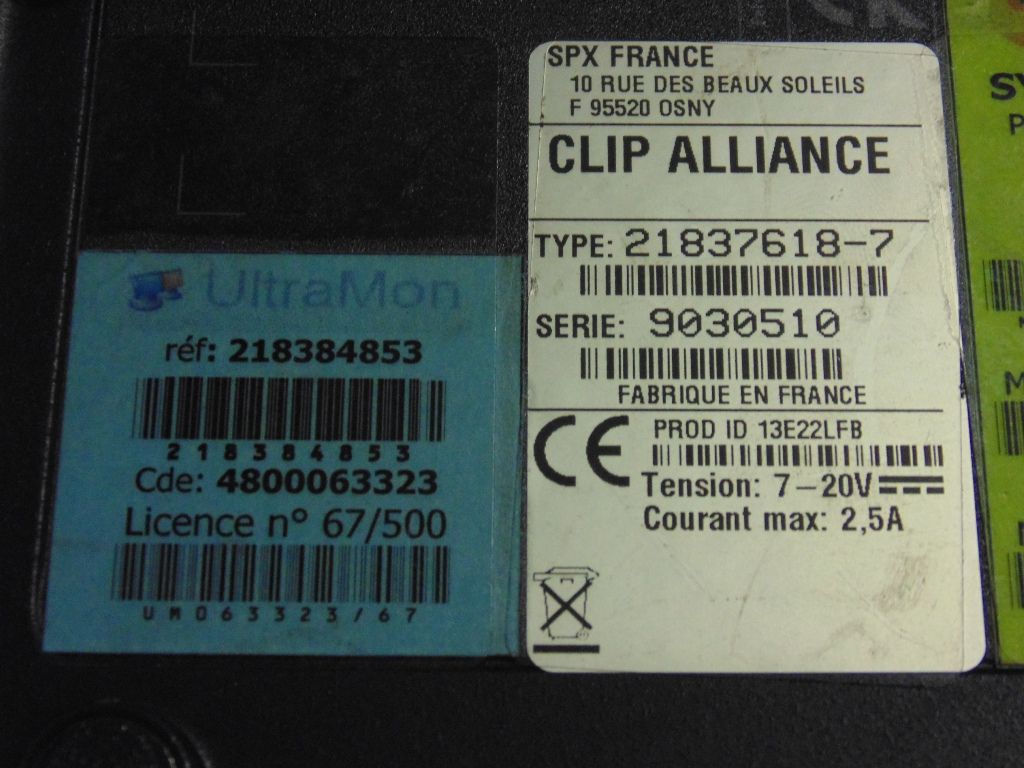 SPX FRANCE
10 RUE DES BEAUX SOLEILS
F 95520 OSNY
CLIP ALLIANCE
TYPE: 21837618-7
SERIE: 9030510
FABRIQUE EN FRANCE
CE
PROD ID 13E22LFB
Tension: 7-20V
Courant max: 2,5A
UltraMon
réf: 218384853
218384853
Cde: 4800063323
Licence n° 67/500
UM063323/67